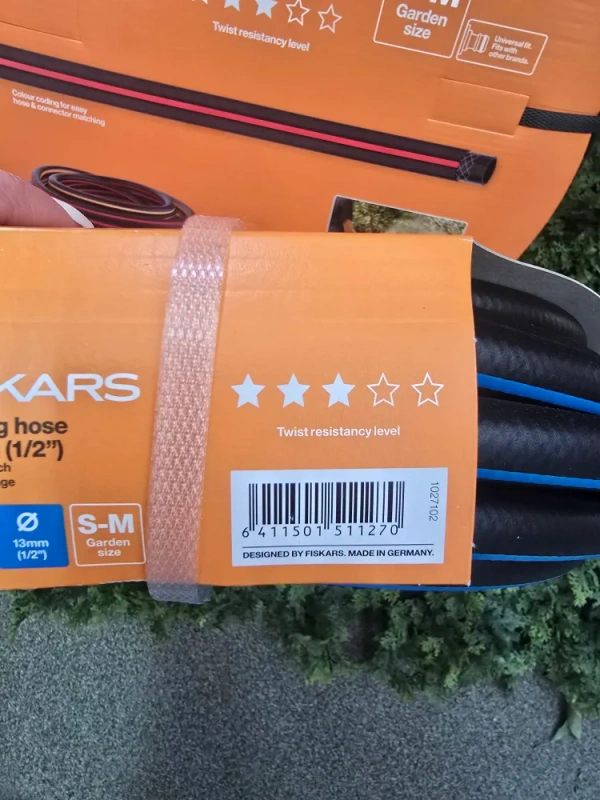 M
Garden
size
Universal fit.
Fits with
other brands.
Twist resistancy level
Colour coding for easy
hose & connector matching
KARS
g hose
(1/2”)
ch
ge
Ø
13mm
(1/2”)
S-M
Garden
size
Twist resistancy level
1027102
6 411501 511270
DESIGNED BY FISKARS. MADE IN GERMANY.